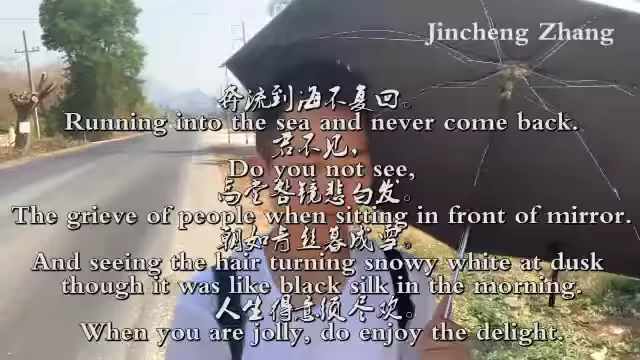 Jincheng Zhang
奔流到海不复回。
Running into the sea and never come back.
君不见，
Do you not see,
高堂明镜悲白发。
The grieve of people when sitting in front of mirror.
朝如青丝暮成雪。
And seeing the hair turning snowy white at dusk
though it was like black silk in the morning.
人生得意须尽欢。
When you are jolly, do enjoy the delight.